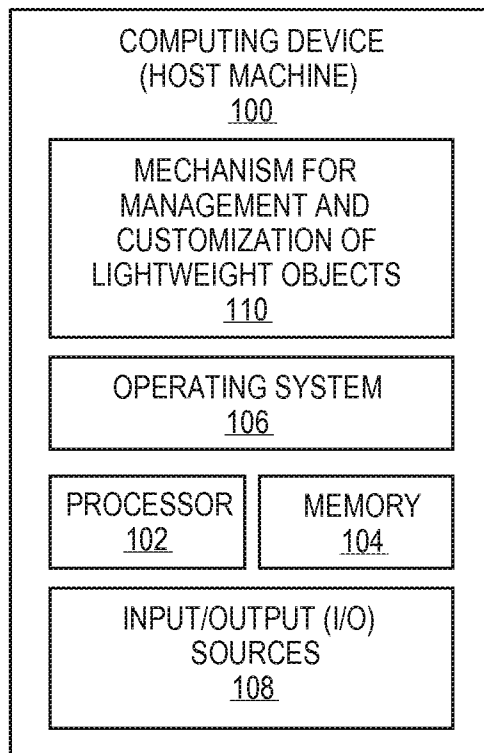 COMPUTING DEVICE
(HOST MACHINE)
100
MECHANISM FOR
MANAGEMENT AND
CUSTOMIZATION OF
LIGHTWEIGHT OBJECTS
110
OPERATING SYSTEM
106
PROCESSOR
102
MEMORY
104
INPUT/OUTPUT (I/O)
SOURCES
108